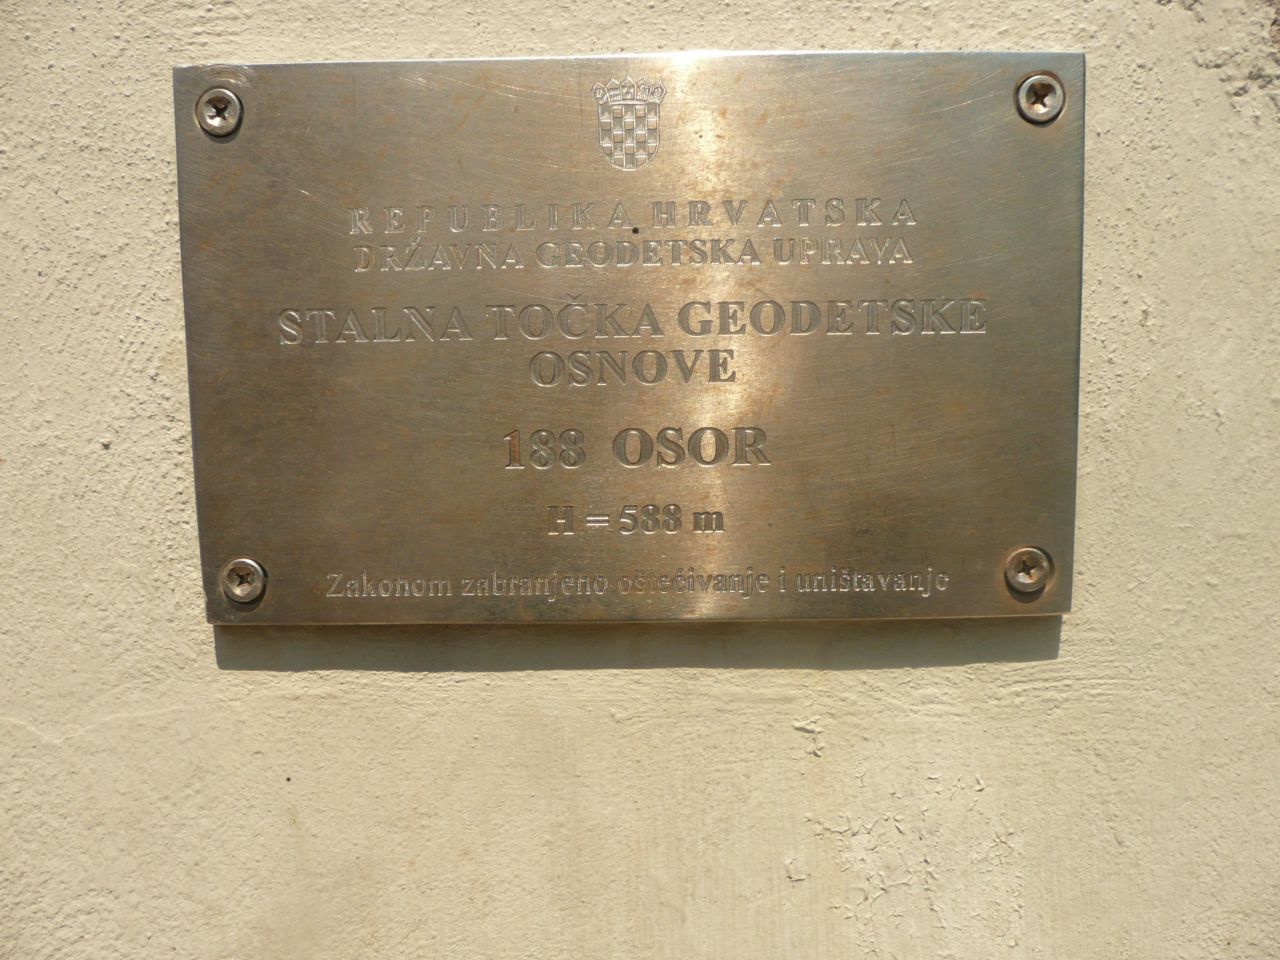 REPUBLIKA HRVATSKA
DRŽAVNA GEODETSKA UPRAVA
STALNA TOČKA GEODETSKE
OSNOVE
188 OSOR
H = 588 m
Zakonom zabranjeno oštećivanje i uništavanje